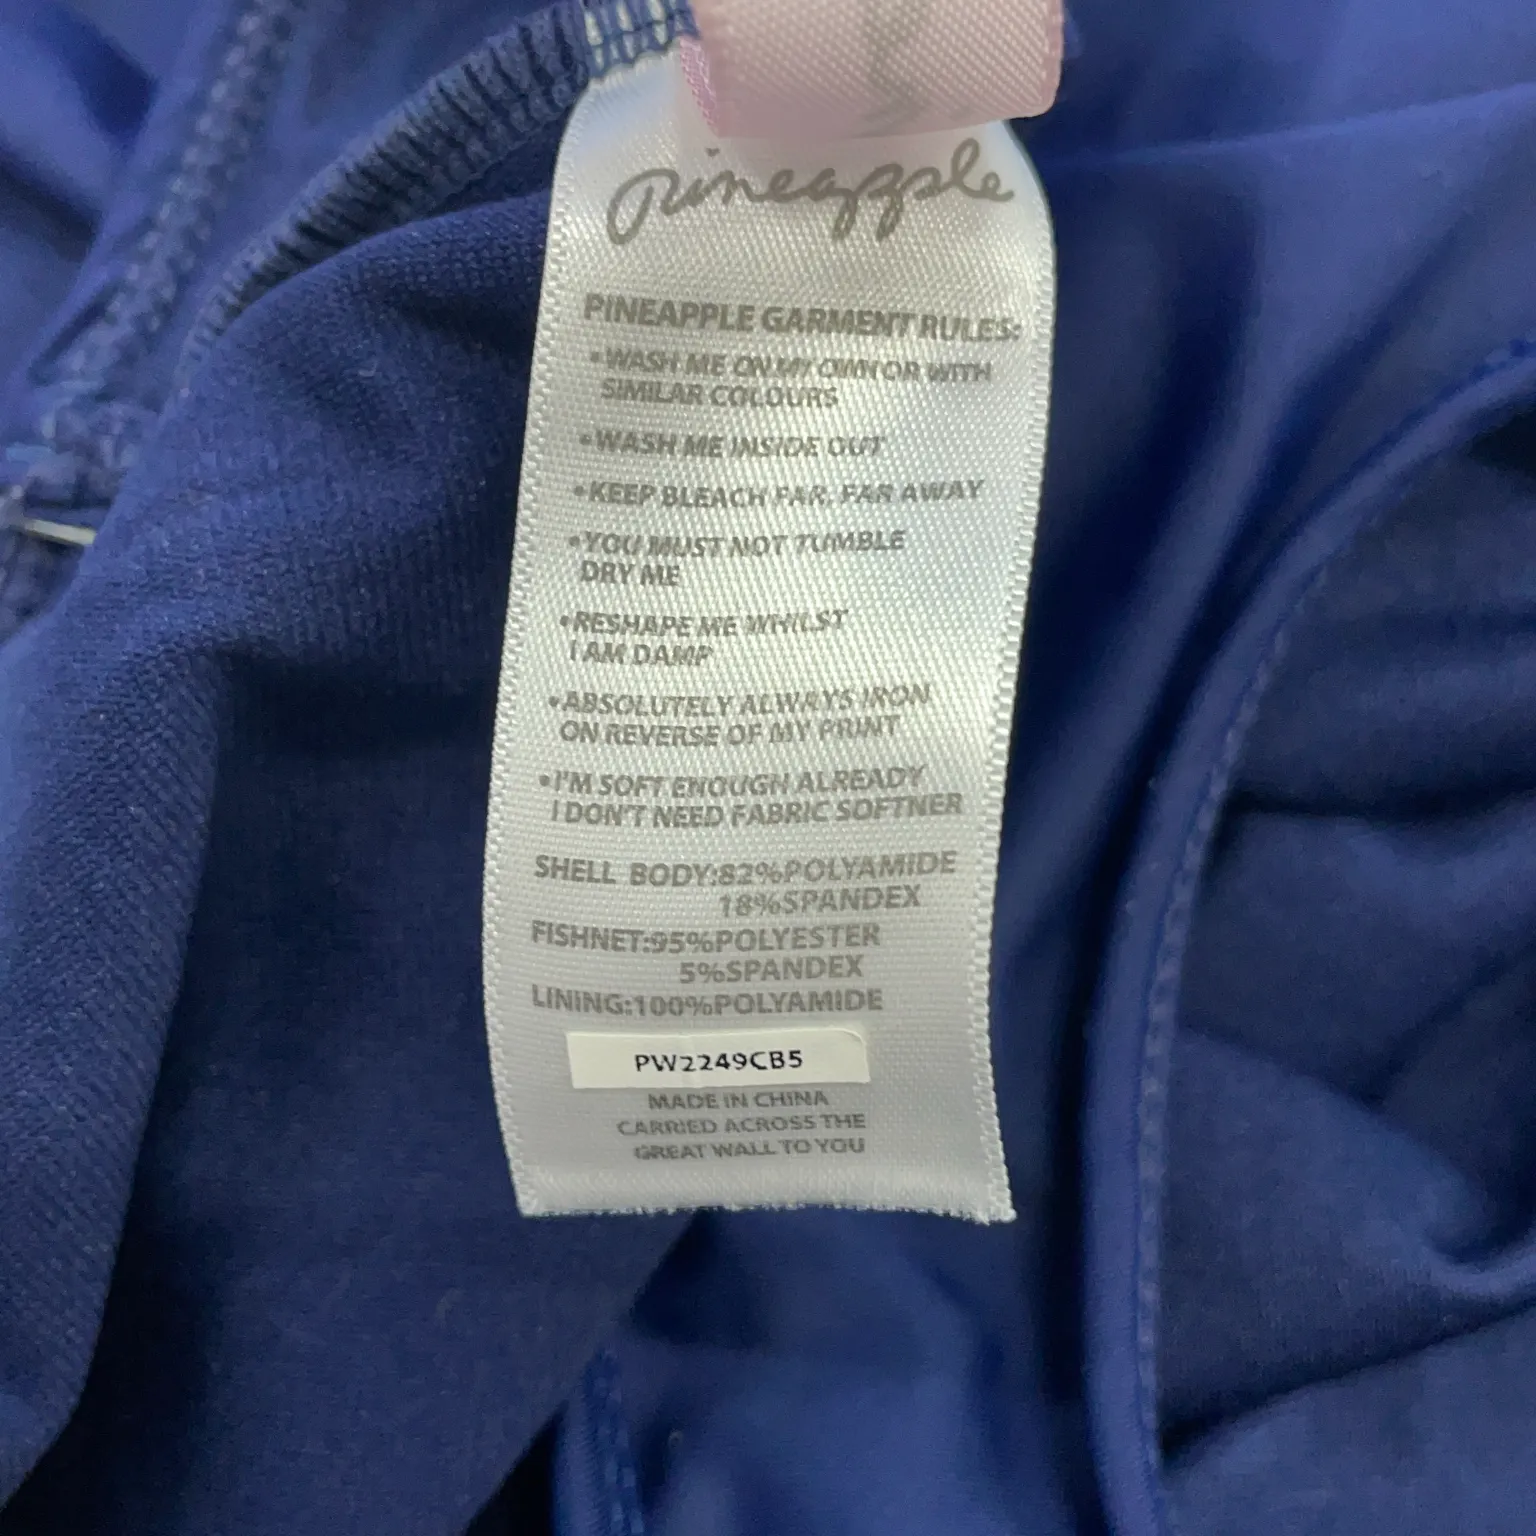 pineapple
PINEAPPLE GARMENT RULES:
•WASH ME ON MY OWN OR WITH
SIMILAR COLOURS
•WASH ME INSIDE OUT
•KEEP BLEACH FAR, FAR AWAY
•YOU MUST NOT TUMBLE
DRY ME
•RESHAPE ME WHILST
I AM DAMP
•ABSOLUTELY ALWAYS IRON
ON REVERSE OF MY PRINT
•I'M SOFT ENOUGH ALREADY
I DON'T NEED FABRIC SOFTNER
SHELL BODY:82%POLYAMIDE
18%SPANDEX
FISHNET:95%POLYESTER
5%SPANDEX
LINING:100%POLYAMIDE
PW2249CB5
MADE IN CHINA
CARRIED ACROSS THE
GREAT WALL TO YOU